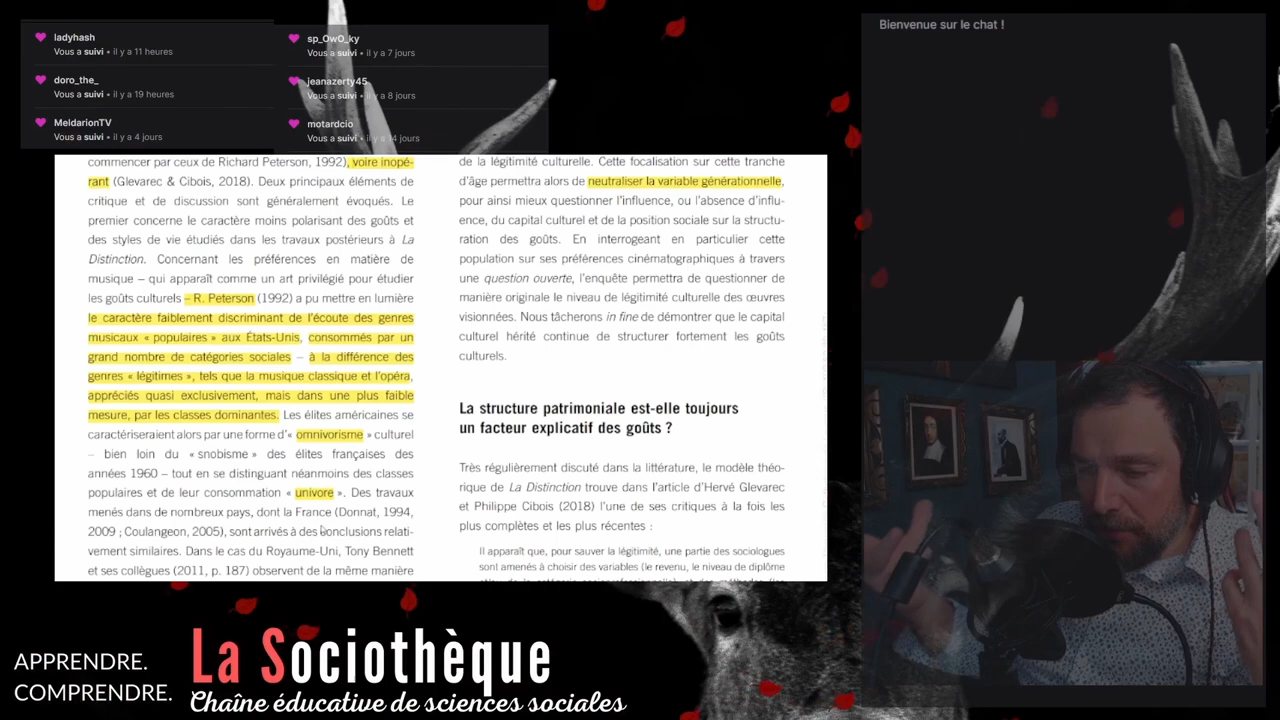 ladyhash
Vous a suivi • il y a 11 heures
doro_the_
Vous a suivi • il y a 19 heures
MeldarionTV
Vous a suivi • il y a 4 jours
sp_OwO_ky
Vous a suivi • il y a 7 jours
jeanazerty45
Vous a suivi • il y a 8 jours
motardcio
Vous a suivi • il y a 14 jours
Bienvenue sur le chat !
commencer par ceux de Richard Peterson, 1992), voire inopé-
rant (Glevarec & Cibois, 2018). Deux principaux éléments de
critique et de discussion sont généralement évoqués. Le
premier concerne le caractère moins polarisant des goûts et
des styles de vie étudiés dans les travaux postérieurs à La
Distinction. Concernant les préférences en matière de
musique – qui apparaît comme un art privilégié pour étudier
les goûts culturels – R. Peterson (1992) a pu mettre en lumière
le caractère faiblement discriminant de l'écoute des genres
musicaux « populaires » aux États-Unis, consommés par un
grand nombre de catégories sociales – à la différence des
genres « légitimes », tels que la musique classique et l'opéra,
appréciés quasi exclusivement, mais dans une plus faible
mesure, par les classes dominantes. Les élites américaines se
caractériseraient alors par une forme d'« omnivorisme » culturel
– bien loin du « snobisme » des élites françaises des
années 1960 – tout en se distinguant néanmoins des classes
populaires et de leur consommation « univore ». Des travaux
menés dans de nombreux pays, dont la France (Donnat, 1994,
2009 ; Coulangeon, 2005), sont arrivés à des conclusions relati-
vement similaires. Dans le cas du Royaume-Uni, Tony Bennett
et ses collègues (2011, p. 187) observent de la même manière
de la légitimité culturelle. Cette focalisation sur cette tranche
d'âge permettra alors de neutraliser la variable générationnelle,
pour ainsi mieux questionner l'influence, ou l'absence d'influ-
ence, du capital culturel et de la position sociale sur la structu-
ration des goûts. En interrogeant en particulier cette
population sur ses préférences cinématographiques à travers
une question ouverte, l'enquête permettra de questionner de
manière originale le niveau de légitimité culturelle des œuvres
visionnées. Nous tâcherons in fine de démontrer que le capital
culturel hérité continue de structurer fortement les goûts
culturels.
La structure patrimoniale est-elle toujours
un facteur explicatif des goûts ?
Très régulièrement discuté dans la littérature, le modèle théo-
rique de La Distinction trouve dans l'article d'Hervé Glevarec
et Philippe Cibois (2018) l'une de ses critiques à la fois les
plus complètes et les plus récentes :
Il apparaît que, pour sauver la légitimité, une partie des sociologues
sont amenés à choisir des variables (le revenu, le niveau de diplôme
APPRENDRE.
COMPRENDRE.
La Sociothèque
Chaîne éducative de sciences sociales